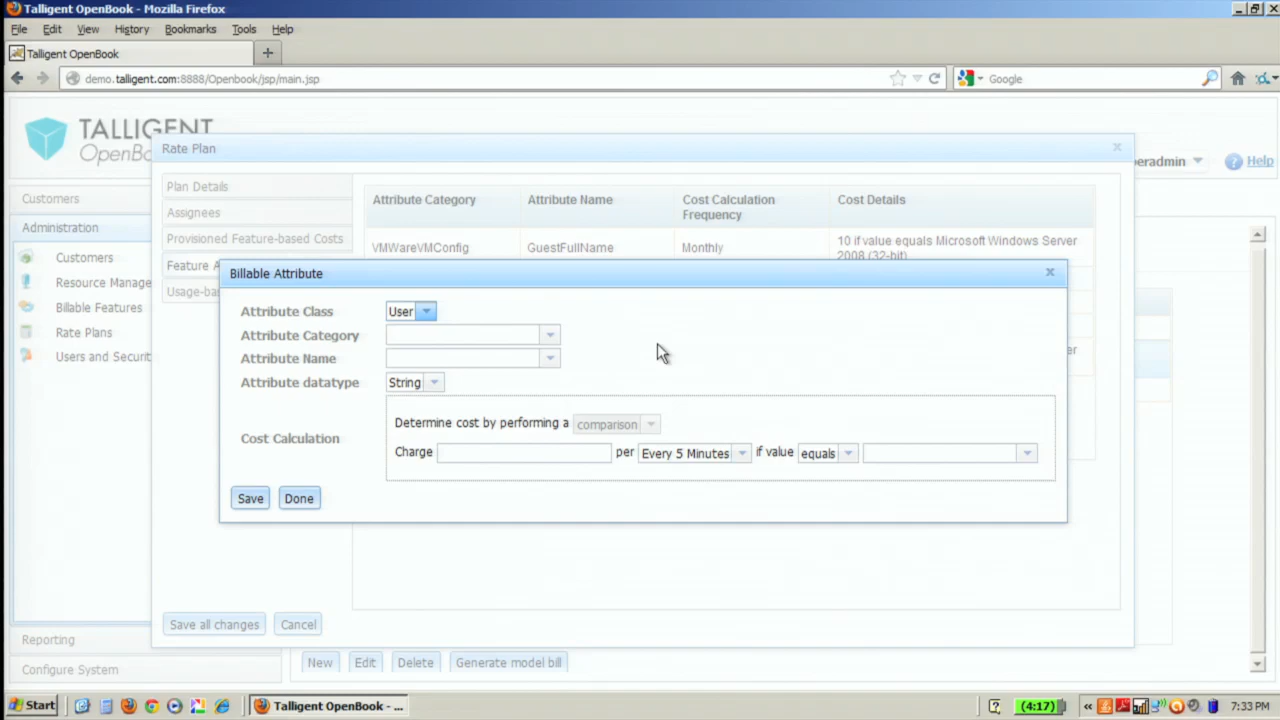 Talligent OpenBook - Mozilla Firefox
File Edit View History Bookmarks Tools Help
Talligent OpenBook
demo.talligent.com:8888/Openbook/jsp/main.jsp
Google
TALLIGENT
OpenBo
Rate Plan
eradmin
Help
Customers
Administration
Customers
Resource Manage
Billable Features
Rate Plans
Users and Securit
Reporting
Configure System
Plan Details
Assignees
Provisioned Feature-based Costs
Feature A
Usage-ba
Attribute Category Attribute Name Cost Calculation Frequency Cost Details
VMWareVMConfig GuestFullName Monthly 10 if value equals Microsoft Windows Server
2008 (32-bit)
er
Billable Attribute
Attribute Class User
Attribute Category
Attribute Name
Attribute datatype String
Cost Calculation
Determine cost by performing a comparison
Charge per Every 5 Minutes if value equals
Save Done
Save all changes Cancel
New Edit Delete Generate model bill
Start
Talligent OpenBook - ...
(4:17)
7:33 PM